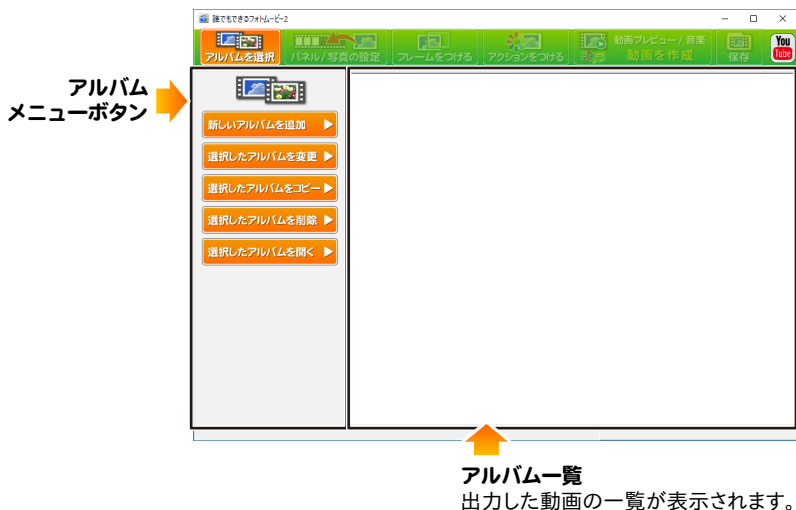 誰でもできるフォトムービー2
アルバムを選択
パネル/写真の設定
フレームをつける
アクションをつける
動画プレビュー/音楽
動画を作成
保存
You
Tube
アルバム
メニューボタン
新しいアルバムを追加
選択したアルバムを変更
選択したアルバムをコピー
選択したアルバムを削除
選択したアルバムを開く
アルバム一覧
出力した動画の一覧が表示されます。